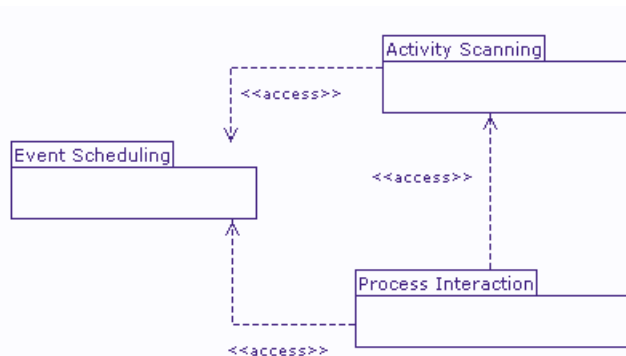 Activity Scanning
<<access>>
Event Scheduling
<<access>>
Process Interaction
<<access>>